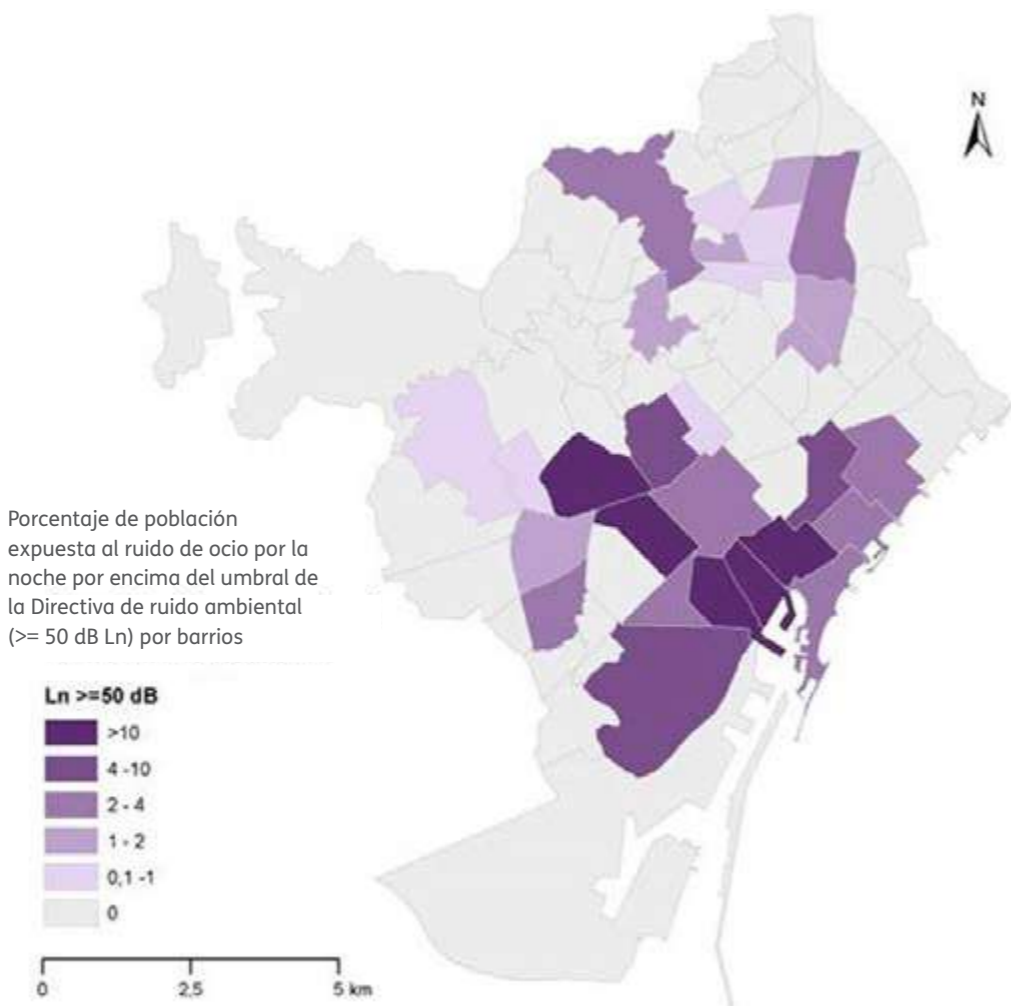 N
Porcentaje de población
expuesta al ruido de ocio por la
noche por encima del umbral de
la Directiva de ruido ambiental
(>= 50 dB Ln) por barrios
Ln >=50 dB
>10
4 -10
2 - 4
1 - 2
0,1 -1
0
0 2,5 5 km